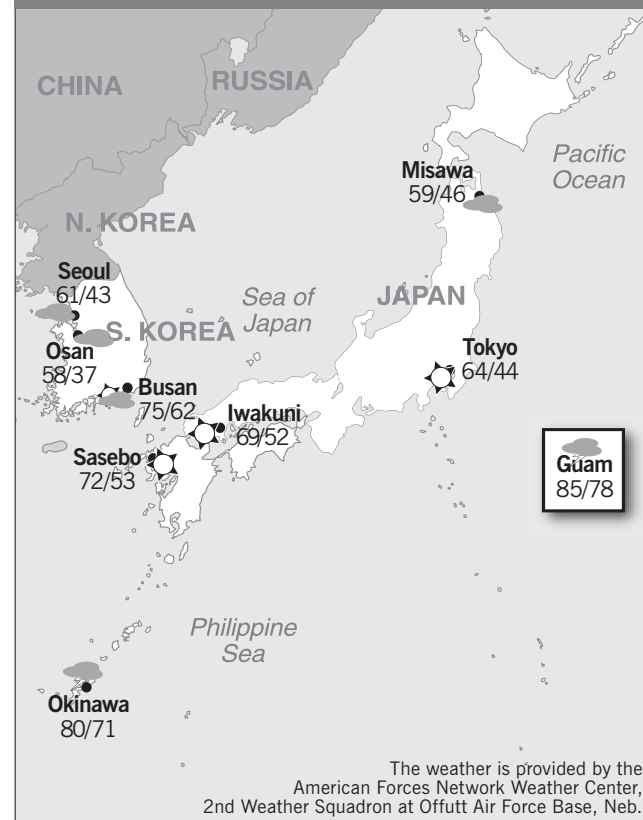 CHINA
RUSSIA
Pacific
Ocean
Misawa
59/46
N. KOREA
Seoul
61/43
Sea of
Japan
JAPAN
S. KOREA
Osan
58/37
Tokyo
64/44
Busan
75/62
Iwakuni
69/52
Sasebo
72/53
Guam
85/78
Philippine
Sea
Okinawa
80/71
The weather is provided by the
American Forces Network Weather Center,
2nd Weather Squadron at Offutt Air Force Base, Neb.